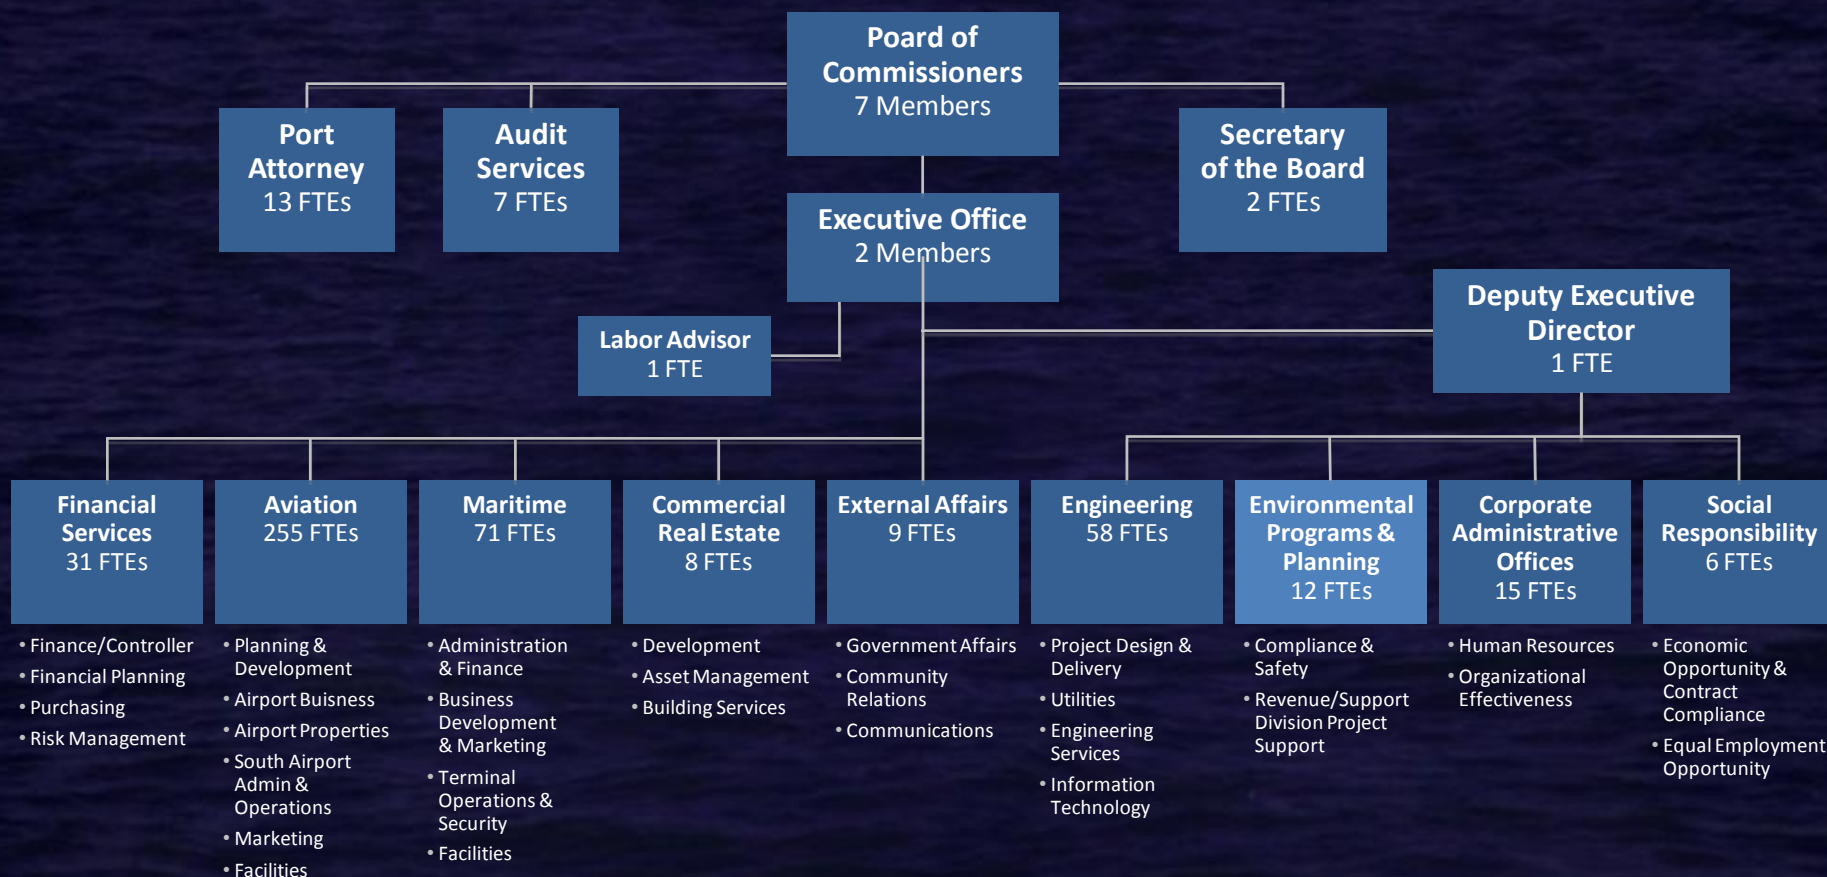 Poard of
Commissioners
7 Members
Port
Attorney
13 FTEs
Audit
Services
7 FTEs
Secretary
of the Board
2 FTEs
Executive Office
2 Members
Deputy Executive
Director
1 FTE
Labor Advisor
1 FTE
Financial
Services
31 FTEs
• Finance/Controller
• Financial Planning
• Purchasing
• Risk Management
Aviation
255 FTEs
• Planning &
Development
• Airport Buisness
• Airport Properties
• South Airport
Admin &
Operations
• Marketing
• Facilities
Maritime
71 FTEs
• Administration
& Finance
• Business
Development
& Marketing
• Terminal
Operations &
Security
• Facilities
Commercial
Real Estate
8 FTEs
• Development
• Asset Management
• Building Services
External Affairs
9 FTEs
• Government Affairs
• Community
Relations
• Communications
Engineering
58 FTEs
• Project Design &
Delivery
• Utilities
• Engineering
Services
• Information
Technology
Environmental
Programs &
Planning
12 FTEs
• Compliance &
Safety
• Revenue/Support
Division Project
Support
Corporate
Administrative
Offices
15 FTEs
• Human Resources
• Organizational
Effectiveness
Social
Responsibility
6 FTEs
• Economic
Opportunity &
Contract
Compliance
• Equal Employment
Opportunity